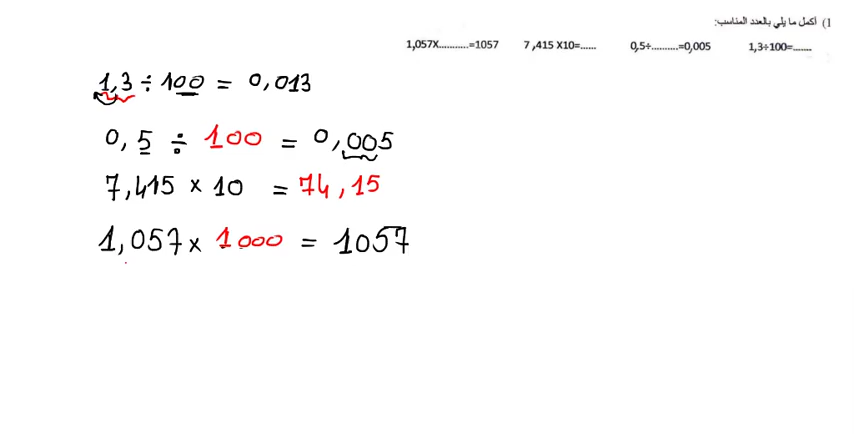 1) أكمل ما يلي بالعدد المناسب:
1,057X...........=1057 7 ,415 X10=...... 0,5÷..........=0,005 1,3÷100=.......
1,3 ÷ 100 = 0,013
0,5 ÷ 100 = 0,005
7,415 × 10 = 74,15
1,057 × 1000 = 1057